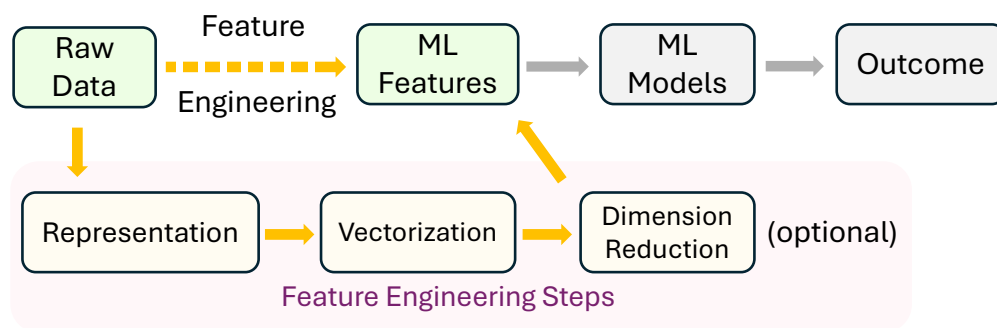 Raw
Data
Feature
Engineering
ML
Features
ML
Models
Outcome
Representation
Vectorization
Dimension
Reduction
(optional)
Feature Engineering Steps